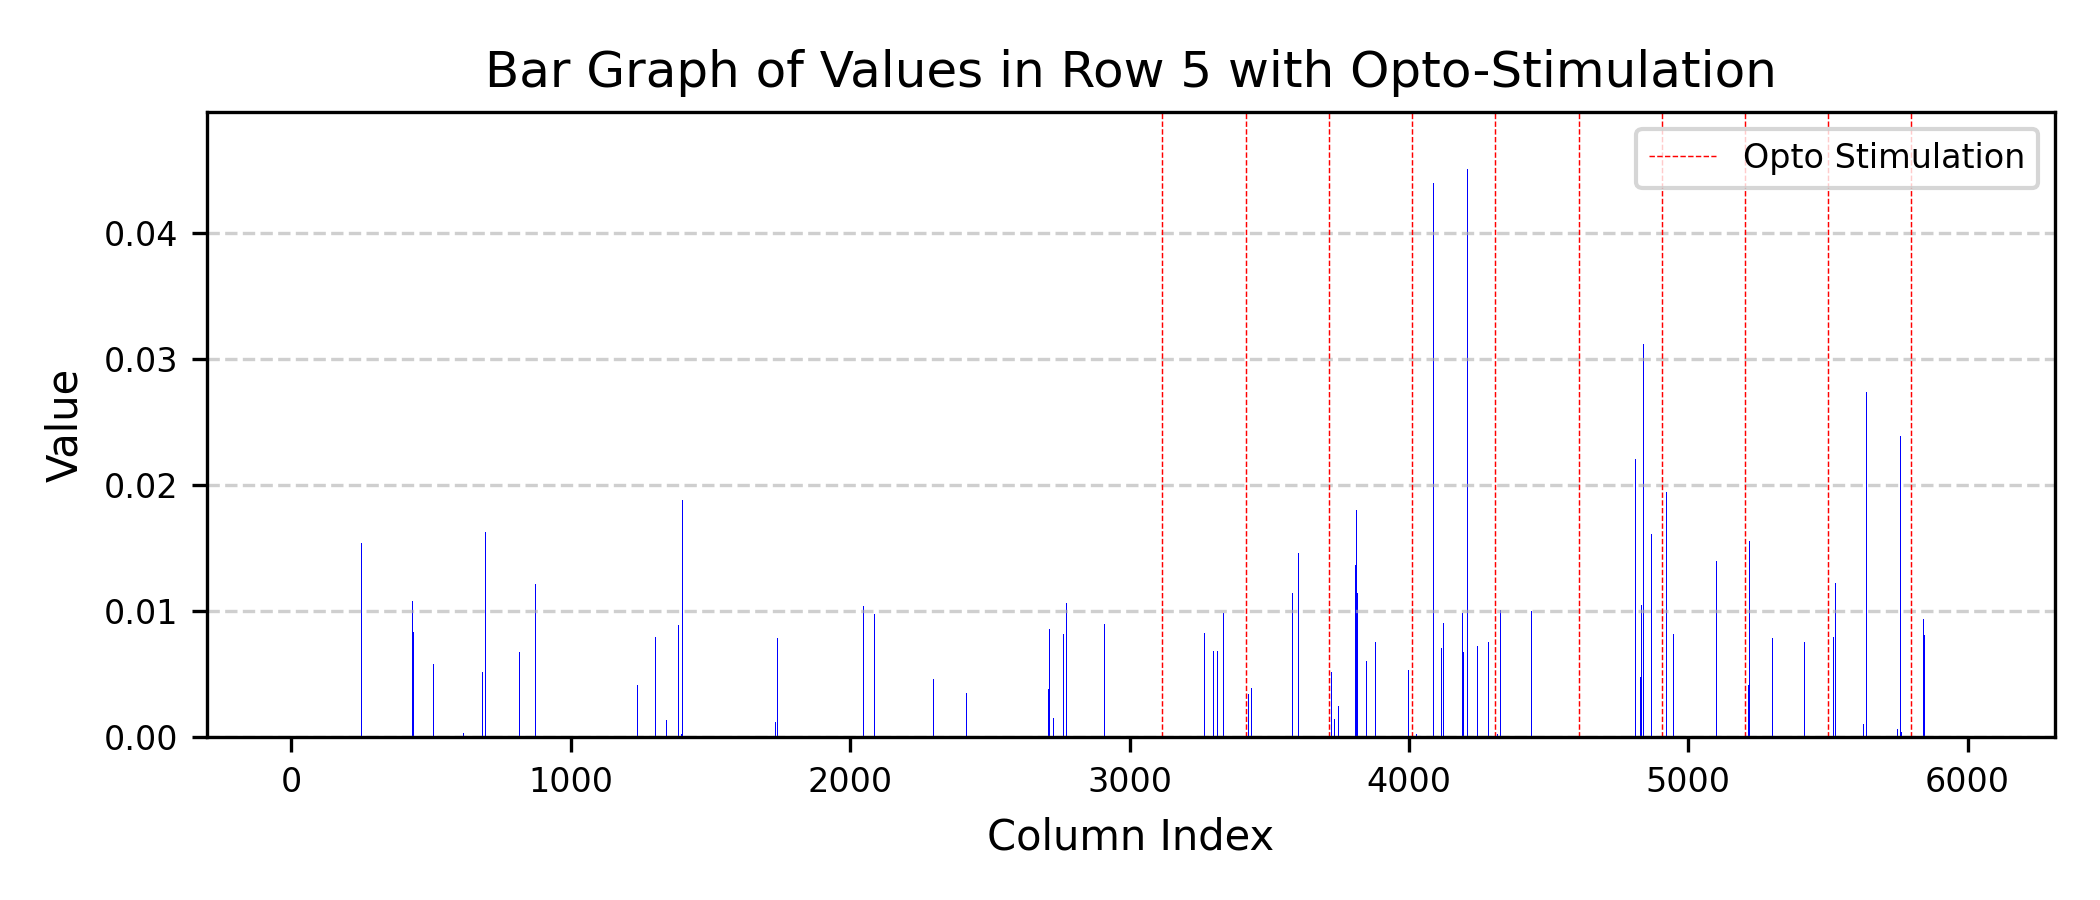 Bar Graph of Values in Row 5 with Opto-Stimulation
Opto Stimulation
0.04
0.03
0.02
0.01
0.00
Value
0 1000 2000 3000 4000 5000 6000
Column Index